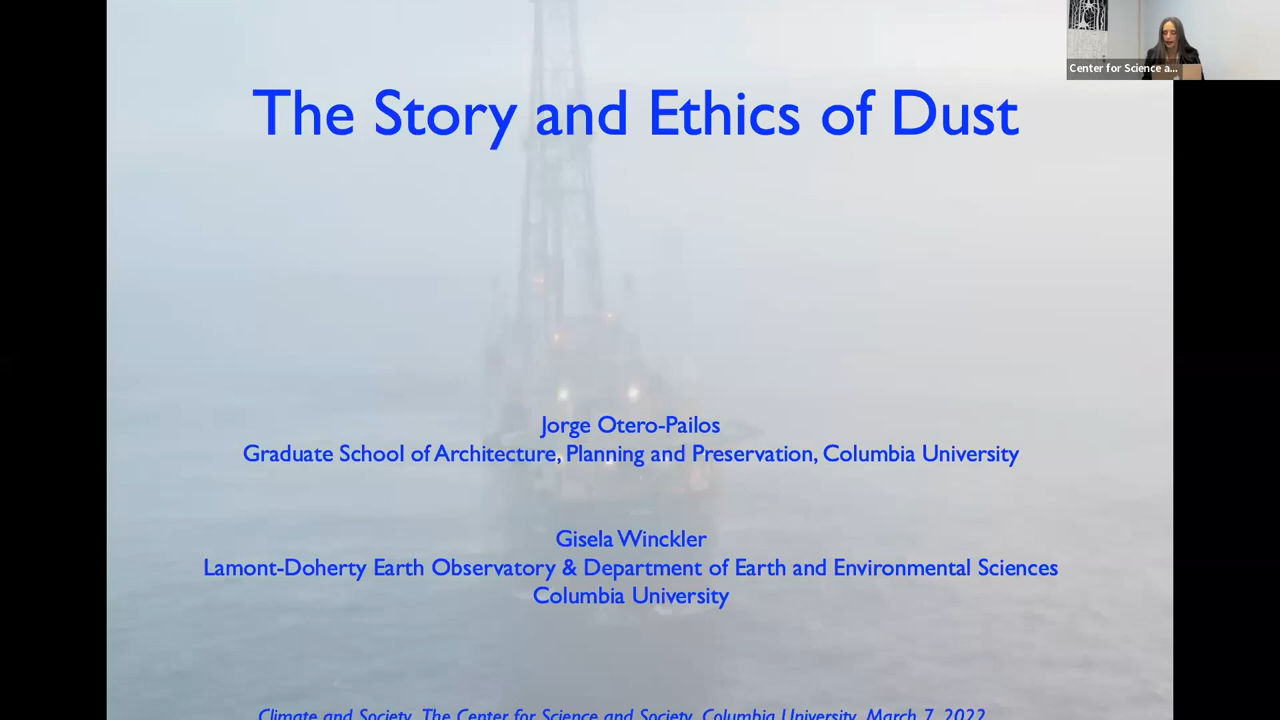 The Story and Ethics of Dust
Center for Science a...
Jorge Otero-Pailos
Graduate School of Architecture, Planning and Preservation, Columbia University
Gisela Winckler
Lamont-Doherty Earth Observatory & Department of Earth and Environmental Sciences
Columbia University
Climate and Society, The Center for Science and Society, Columbia University, March 7, 2022